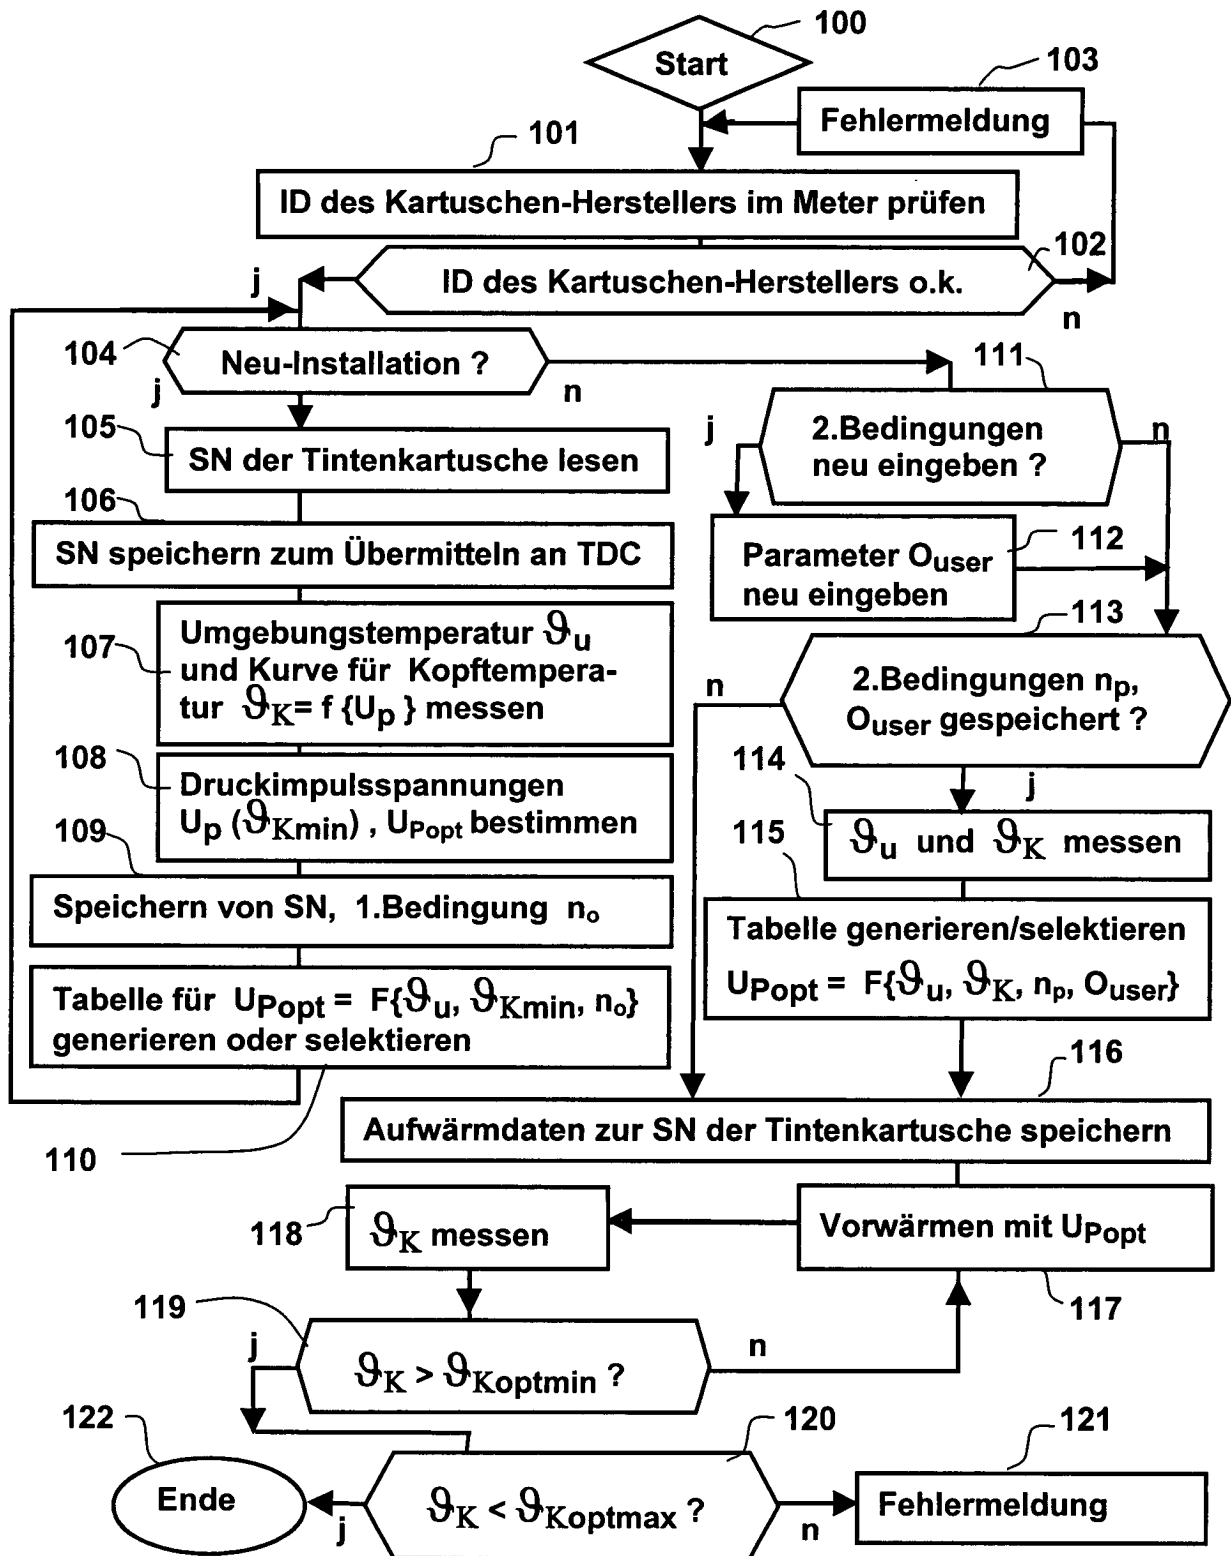 100
Start
103
Fehlermeldung
101
ID des Kartuschen-Herstellers im Meter prüfen
102
ID des Kartuschen-Herstellers o.k.
j
n
104
Neu-Installation ?
j
n
111
2.Bedingungen
neu eingeben ?
j
n
105
SN der Tintenkartusche lesen
106
SN speichern zum Übermitteln an TDC
112
Parameter Ouser
neu eingeben
107
Umgebungstemperatur ϑu
und Kurve für Kopftempera-
tur ϑK= f {Up } messen
113
2.Bedingungen np,
Ouser gespeichert ?
n
j
108
Druckimpulsspannungen
Up (ϑKmin) , UPopt bestimmen
114
ϑu und ϑK messen
109
Speichern von SN, 1.Bedingung no
115
Tabelle generieren/selektieren
UPopt = F{ϑu, ϑK, np, Ouser}
Tabelle für UPopt = F{ϑu, ϑKmin, no}
generieren oder selektieren
110
116
Aufwärmdaten zur SN der Tintenkartusche speichern
118
ϑK messen
Vorwärmen mit UPopt
117
119
j
n
ϑK > ϑKoptmin ?
122
Ende
120
ϑK < ϑKoptmax ?
j
n
121
Fehlermeldung